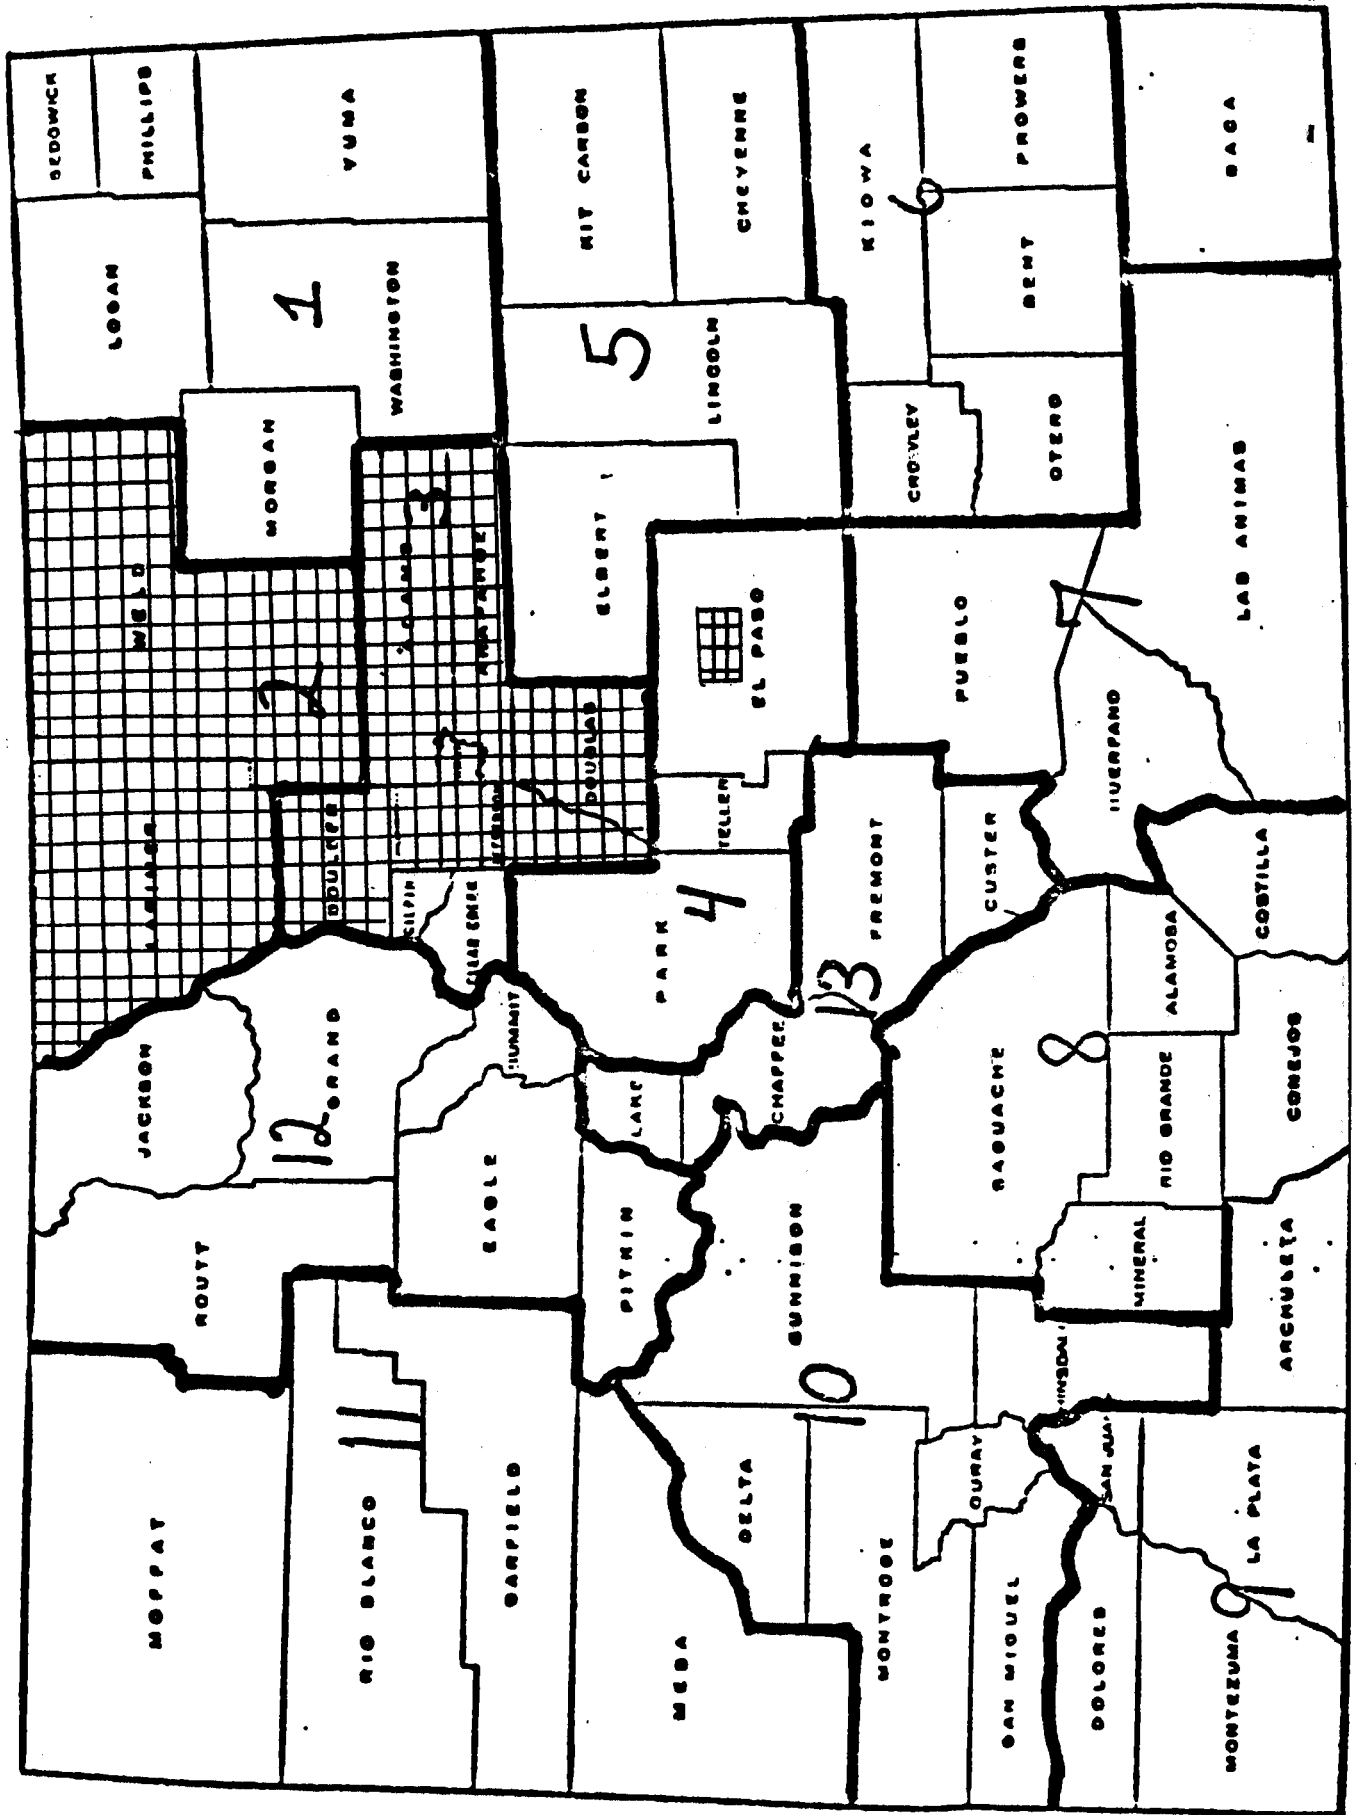 MOFFAT
ROUTT
JACKSON
LARIMER
WELD
LOGAN
SEDGWICK
PHILLIPS
RIO BLANCO
11
12
GRAND
BOULDER
2
MORGAN
1
WASHINGTON
YUMA
GARFIELD
EAGLE
SUMMIT
GILPIN
CLEAR CREEK
JEFFERSON
ADAMS
3
ARAPAHOE
DOUGLAS
ELBERT
5
LINCOLN
KIT CARSON
CHEYENNE
MESA
PITKIN
LAKE
PARK
4
TELLER
EL PASO
DELTA
10
GUNNISON
CHAFFEE
13
FREMONT
MONTROSE
OURAY
SAGUACHE
CUSTER
PUEBLO
CROWLEY
KIOWA
6
OTERO
BENT
PROWERS
SAN MIGUEL
DOLORES
SAN JUAN
HINSDALE
MINERAL
8
RIO GRANDE
ALAMOSA
HUERFANO
7
MONTEZUMA
9
LA PLATA
ARCHULETA
CONEJOS
COSTILLA
LAS ANIMAS
BACA